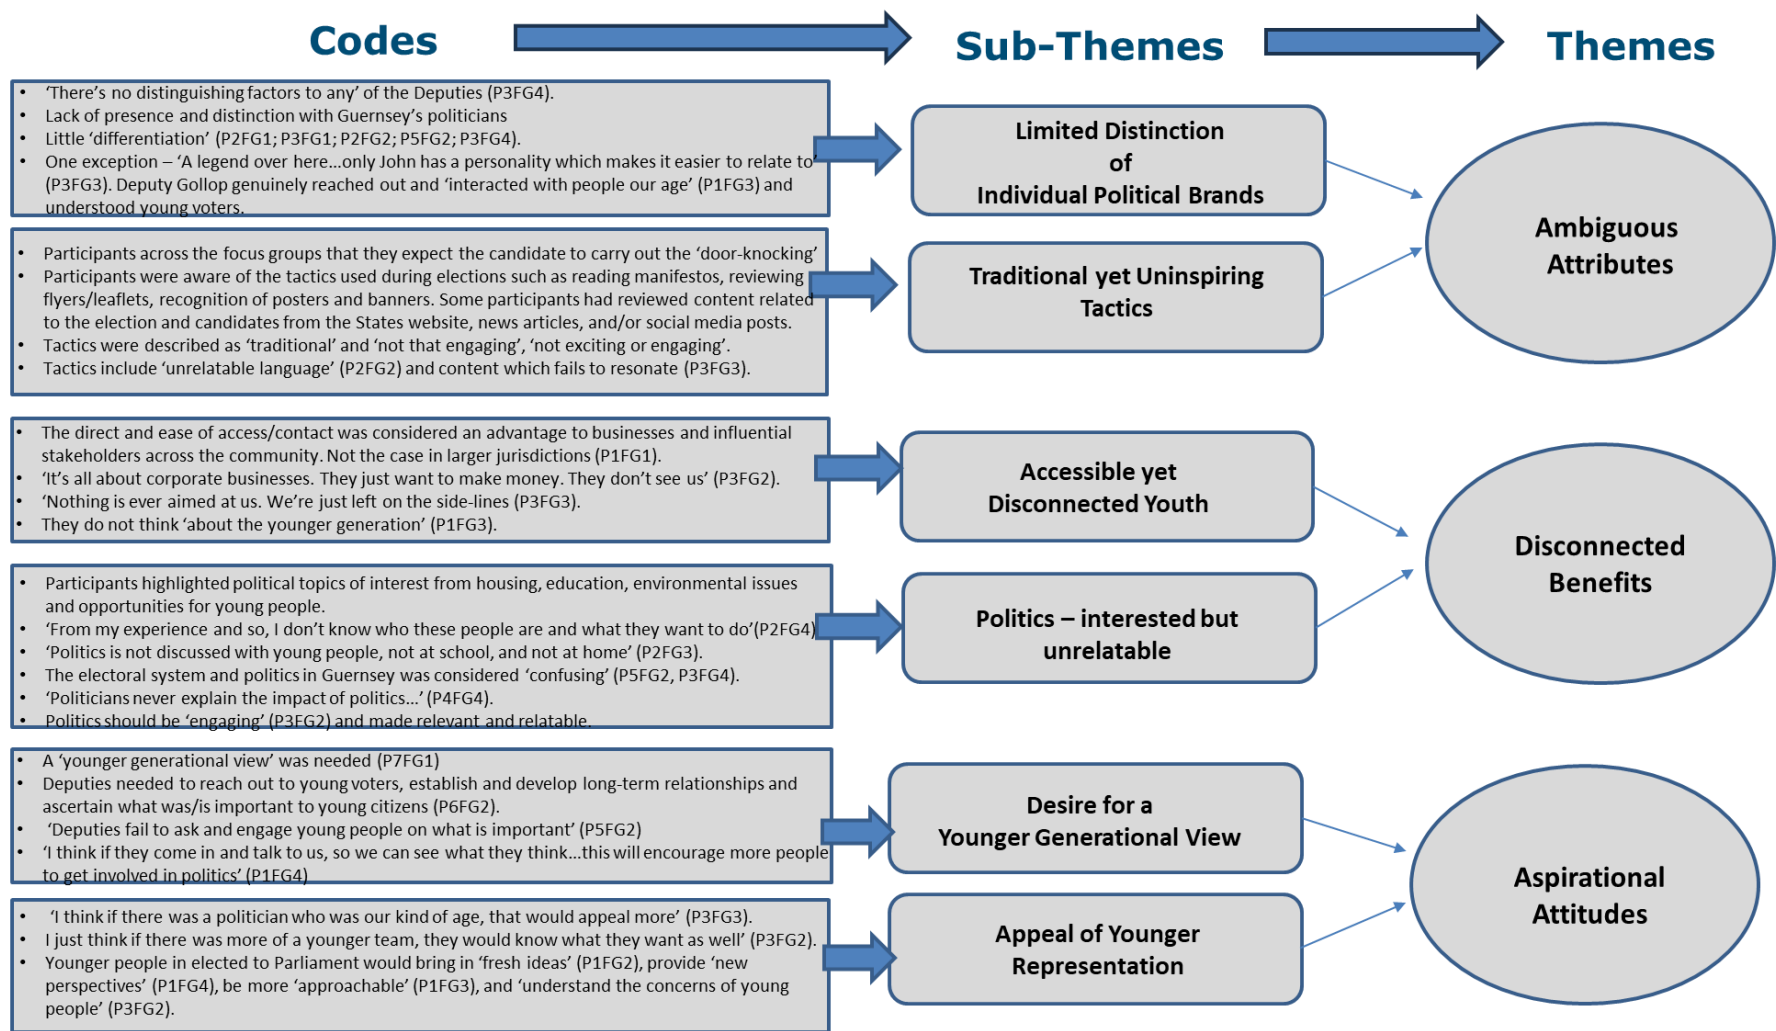 Codes
Sub-Themes
Themes
• ‘There’s no distinguishing factors to any’ of the Deputies (P3FG4).
• Lack of presence and distinction with Guernsey’s politicians
• Little ‘differentiation’ (P2FG1; P3FG1; P2FG2; P5FG2; P3FG4).
• One exception – ‘A legend over here...only John has a personality which makes it easier to relate to’
(P3FG3). Deputy Gollop genuinely reached out and ‘interacted with people our age’ (P1FG3) and
understood young voters.
Limited Distinction
of
Individual Political Brands
• Participants across the focus groups that they expect the candidate to carry out the ‘door-knocking’
• Participants were aware of the tactics used during elections such as reading manifestos, reviewing
flyers/leaflets, recognition of posters and banners. Some participants had reviewed content related
to the election and candidates from the States website, news articles, and/or social media posts.
• Tactics were described as ‘traditional’ and ‘not that engaging’, ‘not exciting or engaging’.
• Tactics include ‘unrelatable language’ (P2FG2) and content which fails to resonate (P3FG3).
Traditional yet Uninspiring
Tactics
Ambiguous
Attributes
• The direct and ease of access/contact was considered an advantage to businesses and influential
stakeholders across the community. Not the case in larger jurisdictions (P1FG1).
• ‘It’s all about corporate businesses. They just want to make money. They don’t see us’ (P3FG2).
• ‘Nothing is ever aimed at us. We’re just left on the side-lines (P3FG3).
• They do not think ‘about the younger generation’ (P1FG3).
Accessible yet
Disconnected Youth
• Participants highlighted political topics of interest from housing, education, environmental issues
and opportunities for young people.
• ‘From my experience and so, I don’t know who these people are and what they want to do’(P2FG4)
• ‘Politics is not discussed with young people, not at school, and not at home’ (P2FG3).
• The electoral system and politics in Guernsey was considered ‘confusing’ (P5FG2, P3FG4).
• ‘Politicians never explain the impact of politics...’ (P4FG4).
• Politics should be ‘engaging’ (P3FG2) and made relevant and relatable.
Politics – interested but
unrelatable
Disconnected
Benefits
• A ‘younger generational view’ was needed (P7FG1)
• Deputies needed to reach out to young voters, establish and develop long-term relationships and
ascertain what was/is important to young citizens (P6FG2).
• ‘Deputies fail to ask and engage young people on what is important’ (P5FG2)
• ‘I think if they come in and talk to us, so we can see what they think...this will encourage more people
to get involved in politics’ (P1FG4)
Desire for a
Younger Generational View
• ‘I think if there was a politician who was our kind of age, that would appeal more’ (P3FG3).
• I just think if there was more of a younger team, they would know what they want as well’ (P3FG2).
• Younger people in elected to Parliament would bring in ‘fresh ideas’ (P1FG2), provide ‘new
perspectives’ (P1FG4), be more ‘approachable’ (P1FG3), and ‘understand the concerns of young
people’ (P3FG2).
Appeal of Younger
Representation
Aspirational
Attitudes